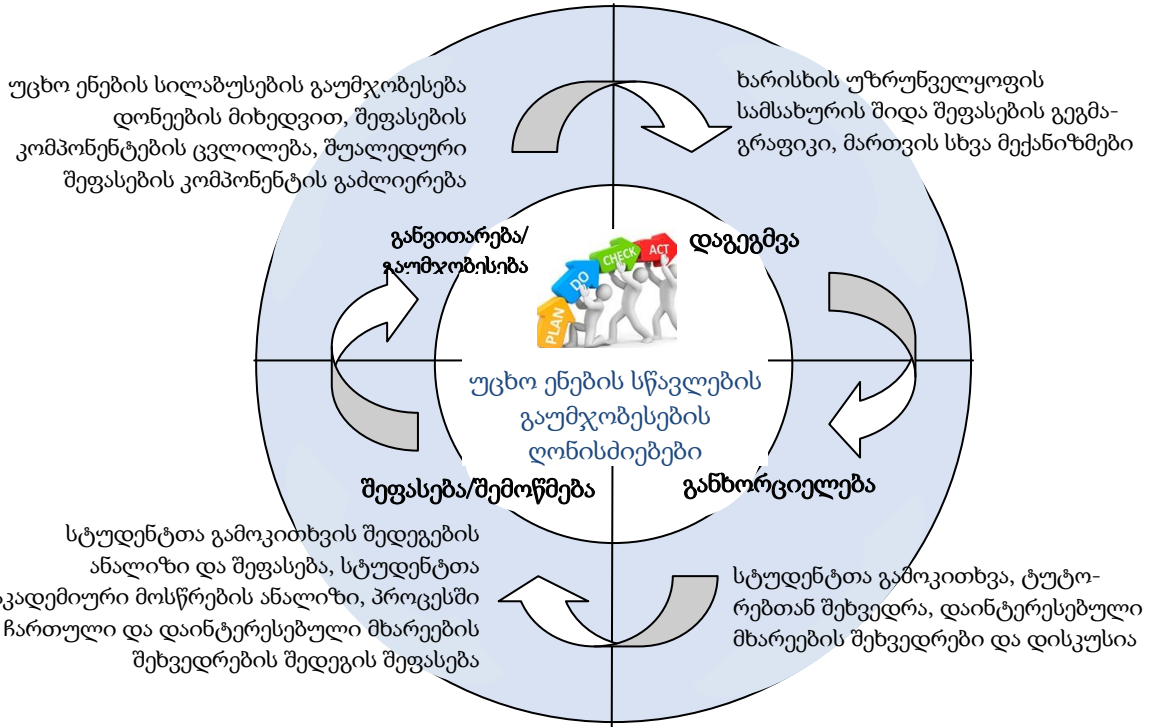 უცხო ენების სილაბუსების გაუმჯობესება
დონეების მიხედვით, შეფასების
კომპონენტების ცვლილება, შუალედური
შეფასების კომპონენტის გაძლიერება
ხარისხის უზრუნველყოფის
სამსახურის შიდა შეფასების გეგმა-
გრაფიკი, მართვის სხვა მექანიზმები
განვითარება/
გაუმჯობესება
დაგეგმვა
PLAN
DO
CHECK
ACT
უცხო ენების სწავლების
გაუმჯობესების
ღონისძიებები
შეფასება/შემოწმება
განხორციელება
სტუდენტთა გამოკითხვის შედეგების
ანალიზი და შეფასება, სტუდენტთა
აკადემიური მოსწრების ანალიზი, პროცესში
ჩართული და დაინტერესებული მხარეების
შეხვედრების შედეგის შეფასება
სტუდენტთა გამოკითხვა, ტუტო-
რებთან შეხვედრა, დაინტერესებული
მხარეების შეხვედრები და დისკუსია